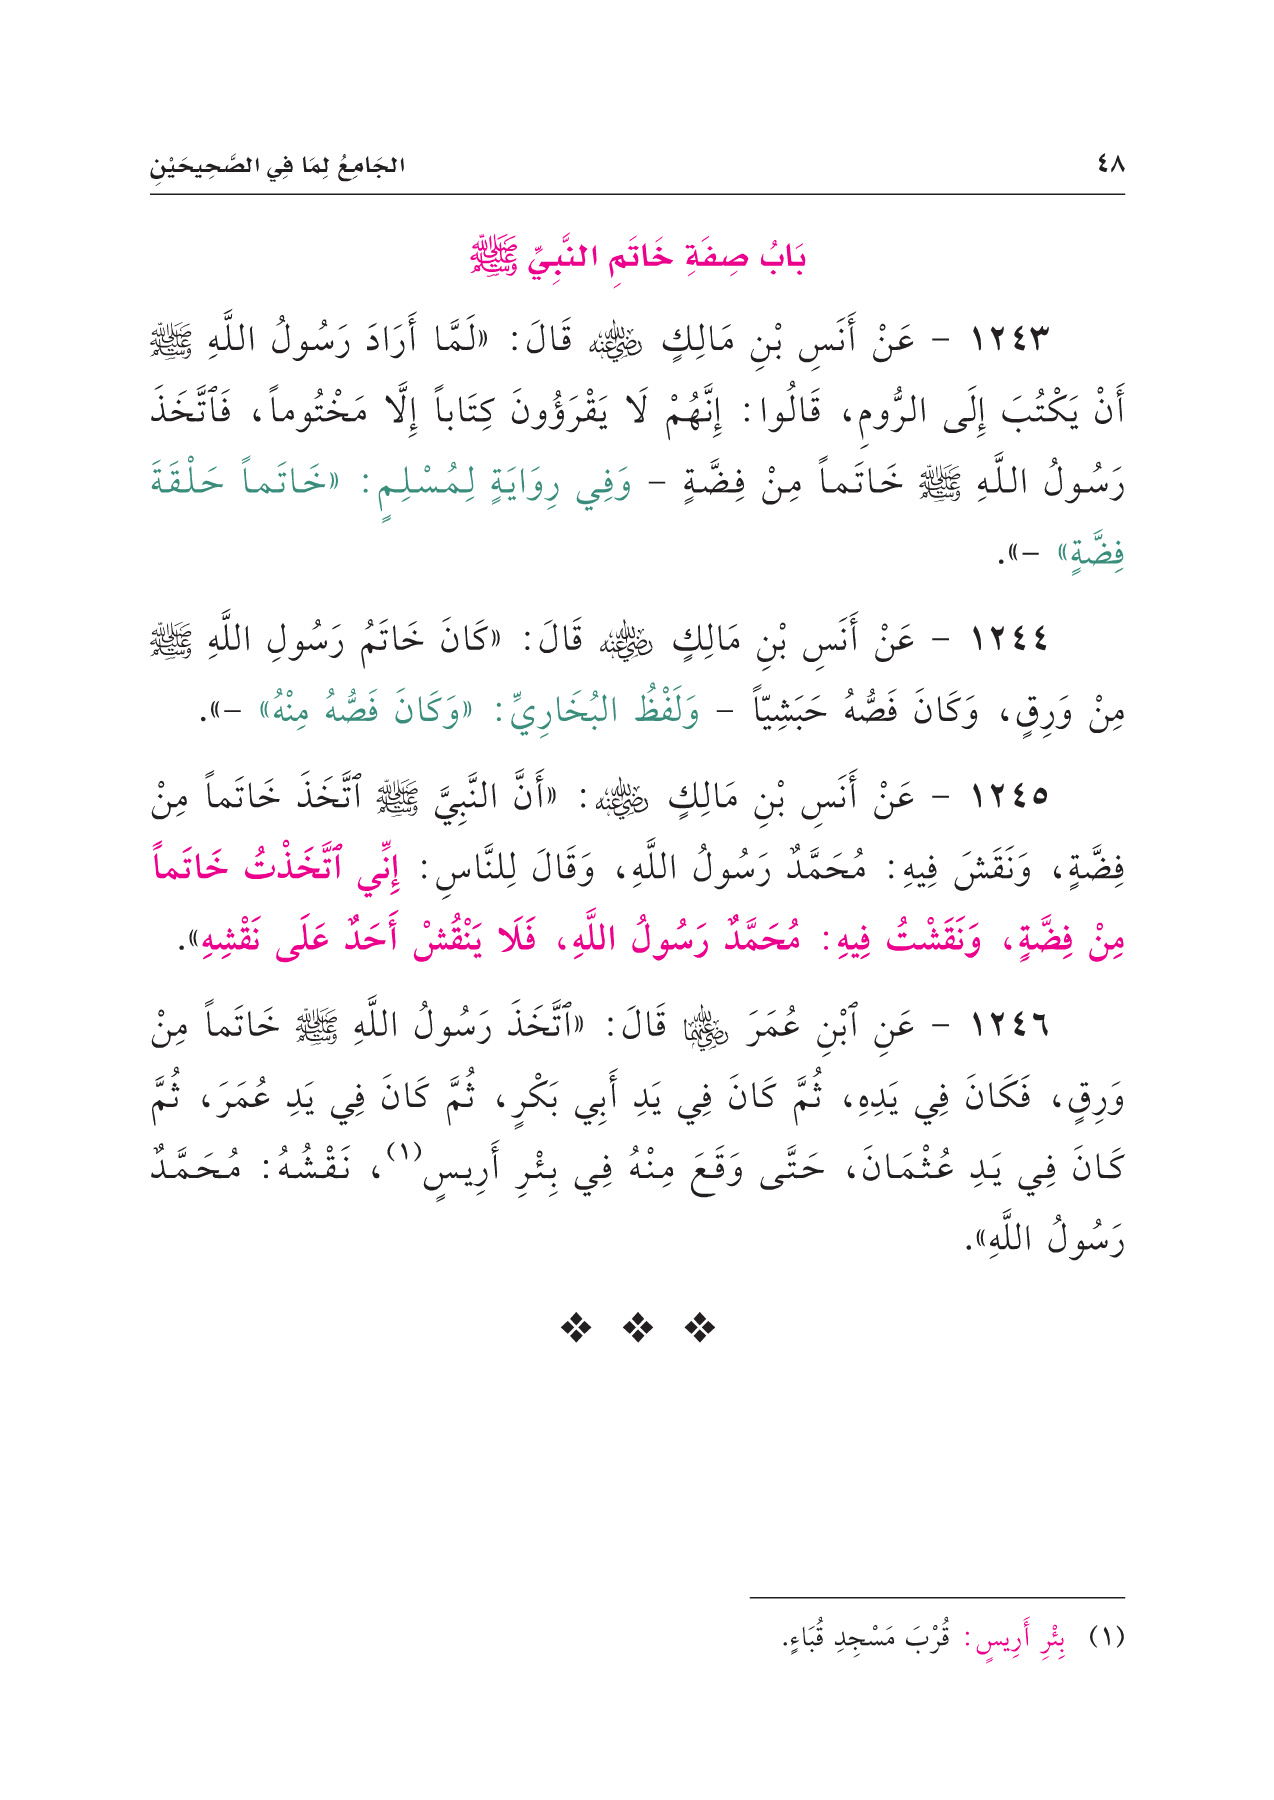 ٤٨ الجَامِعُ لِمَا فِي الصَّحِيحَيْنِ
بَابُ صِفَةِ خَاتَمِ النَّبِيِّ ﷺ
١٢٤٣ - عَنْ أَنَسِ بْنِ مَالِكٍ رضي الله عنه قَالَ: «لَمَّا أَرَادَ رَسُولُ اللَّهِ ﷺ
أَنْ يَكْتُبَ إِلَى الرُّومِ، قَالُوا: إِنَّهُمْ لَا يَقْرَؤُونَ كِتَاباً إِلَّا مَخْتُوماً، فَٱتَّخَذَ
رَسُولُ اللَّهِ ﷺ خَاتَماً مِنْ فِضَّةٍ - وَفِي رِوَايَةٍ لِمُسْلِمٍ: «خَاتَماً حَلْقَةَ
فِضَّةٍ» -».
١٢٤٤ - عَنْ أَنَسِ بْنِ مَالِكٍ رضي الله عنه قَالَ: «كَانَ خَاتَمُ رَسُولِ اللَّهِ ﷺ
مِنْ وَرِقٍ، وَكَانَ فَصُّهُ حَبَشِيّاً - وَلَفْظُ البُخَارِيِّ: «وَكَانَ فَصُّهُ مِنْهُ» -».
١٢٤٥ - عَنْ أَنَسِ بْنِ مَالِكٍ رضي الله عنه: «أَنَّ النَّبِيَّ ﷺ ٱتَّخَذَ خَاتَماً مِنْ
فِضَّةٍ، وَنَقَشَ فِيهِ: مُحَمَّدٌ رَسُولُ اللَّهِ، وَقَالَ لِلنَّاسِ: إِنِّي ٱتَّخَذْتُ خَاتَماً
مِنْ فِضَّةٍ، وَنَقَشْتُ فِيهِ: مُحَمَّدٌ رَسُولُ اللَّهِ، فَلَا يَنْقُشْ أَحَدٌ عَلَى نَقْشِهِ».
١٢٤٦ - عَنِ ٱبْنِ عُمَرَ رضي الله عنهما قَالَ: «ٱتَّخَذَ رَسُولُ اللَّهِ ﷺ خَاتَماً مِنْ
وَرِقٍ، فَكَانَ فِي يَدِهِ، ثُمَّ كَانَ فِي يَدِ أَبِي بَكْرٍ، ثُمَّ كَانَ فِي يَدِ عُمَرَ، ثُمَّ
كَانَ فِي يَدِ عُثْمَانَ، حَتَّى وَقَعَ مِنْهُ فِي بِئْرِ أَرِيسٍ(١)، نَقْشُهُ: مُحَمَّدٌ
رَسُولُ اللَّهِ».
(١) بِئْرِ أَرِيسٍ: قُرْبَ مَسْجِدِ قُبَاءٍ.